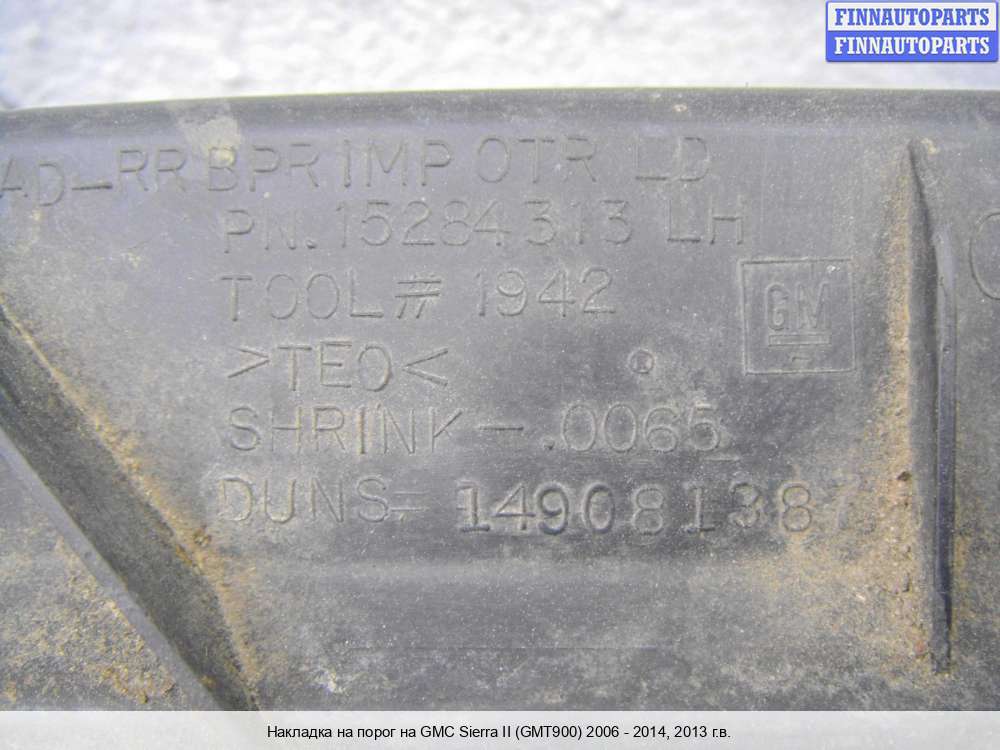 FINNAUTOPARTS
FINNAUTOPARTS
AD-RR BPR IMP OTR LD
PN. 15284313 LH
TOOL# 1942
GM
>TEO<
SHRINK - .0065
DUNS= 149081387
Накладка на порог на GMC Sierra II (GMT900) 2006 - 2014, 2013 г.в.